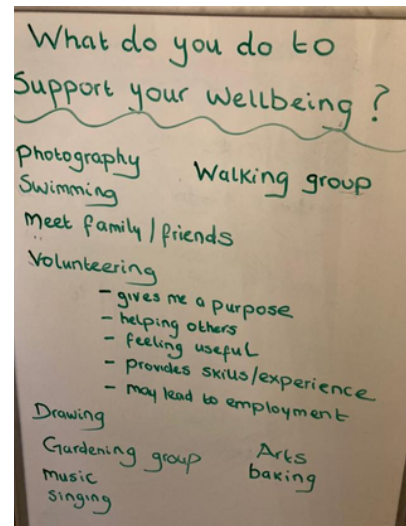 What do you do to
Support your wellbeing?
Photography
Walking group
Swimming
Meet family / friends
Volunteering
- gives me a purpose
- helping others
- feeling useful
- provides skills/experience
- may lead to employment
Drawing
Gardening group
Arts
music
baking
singing